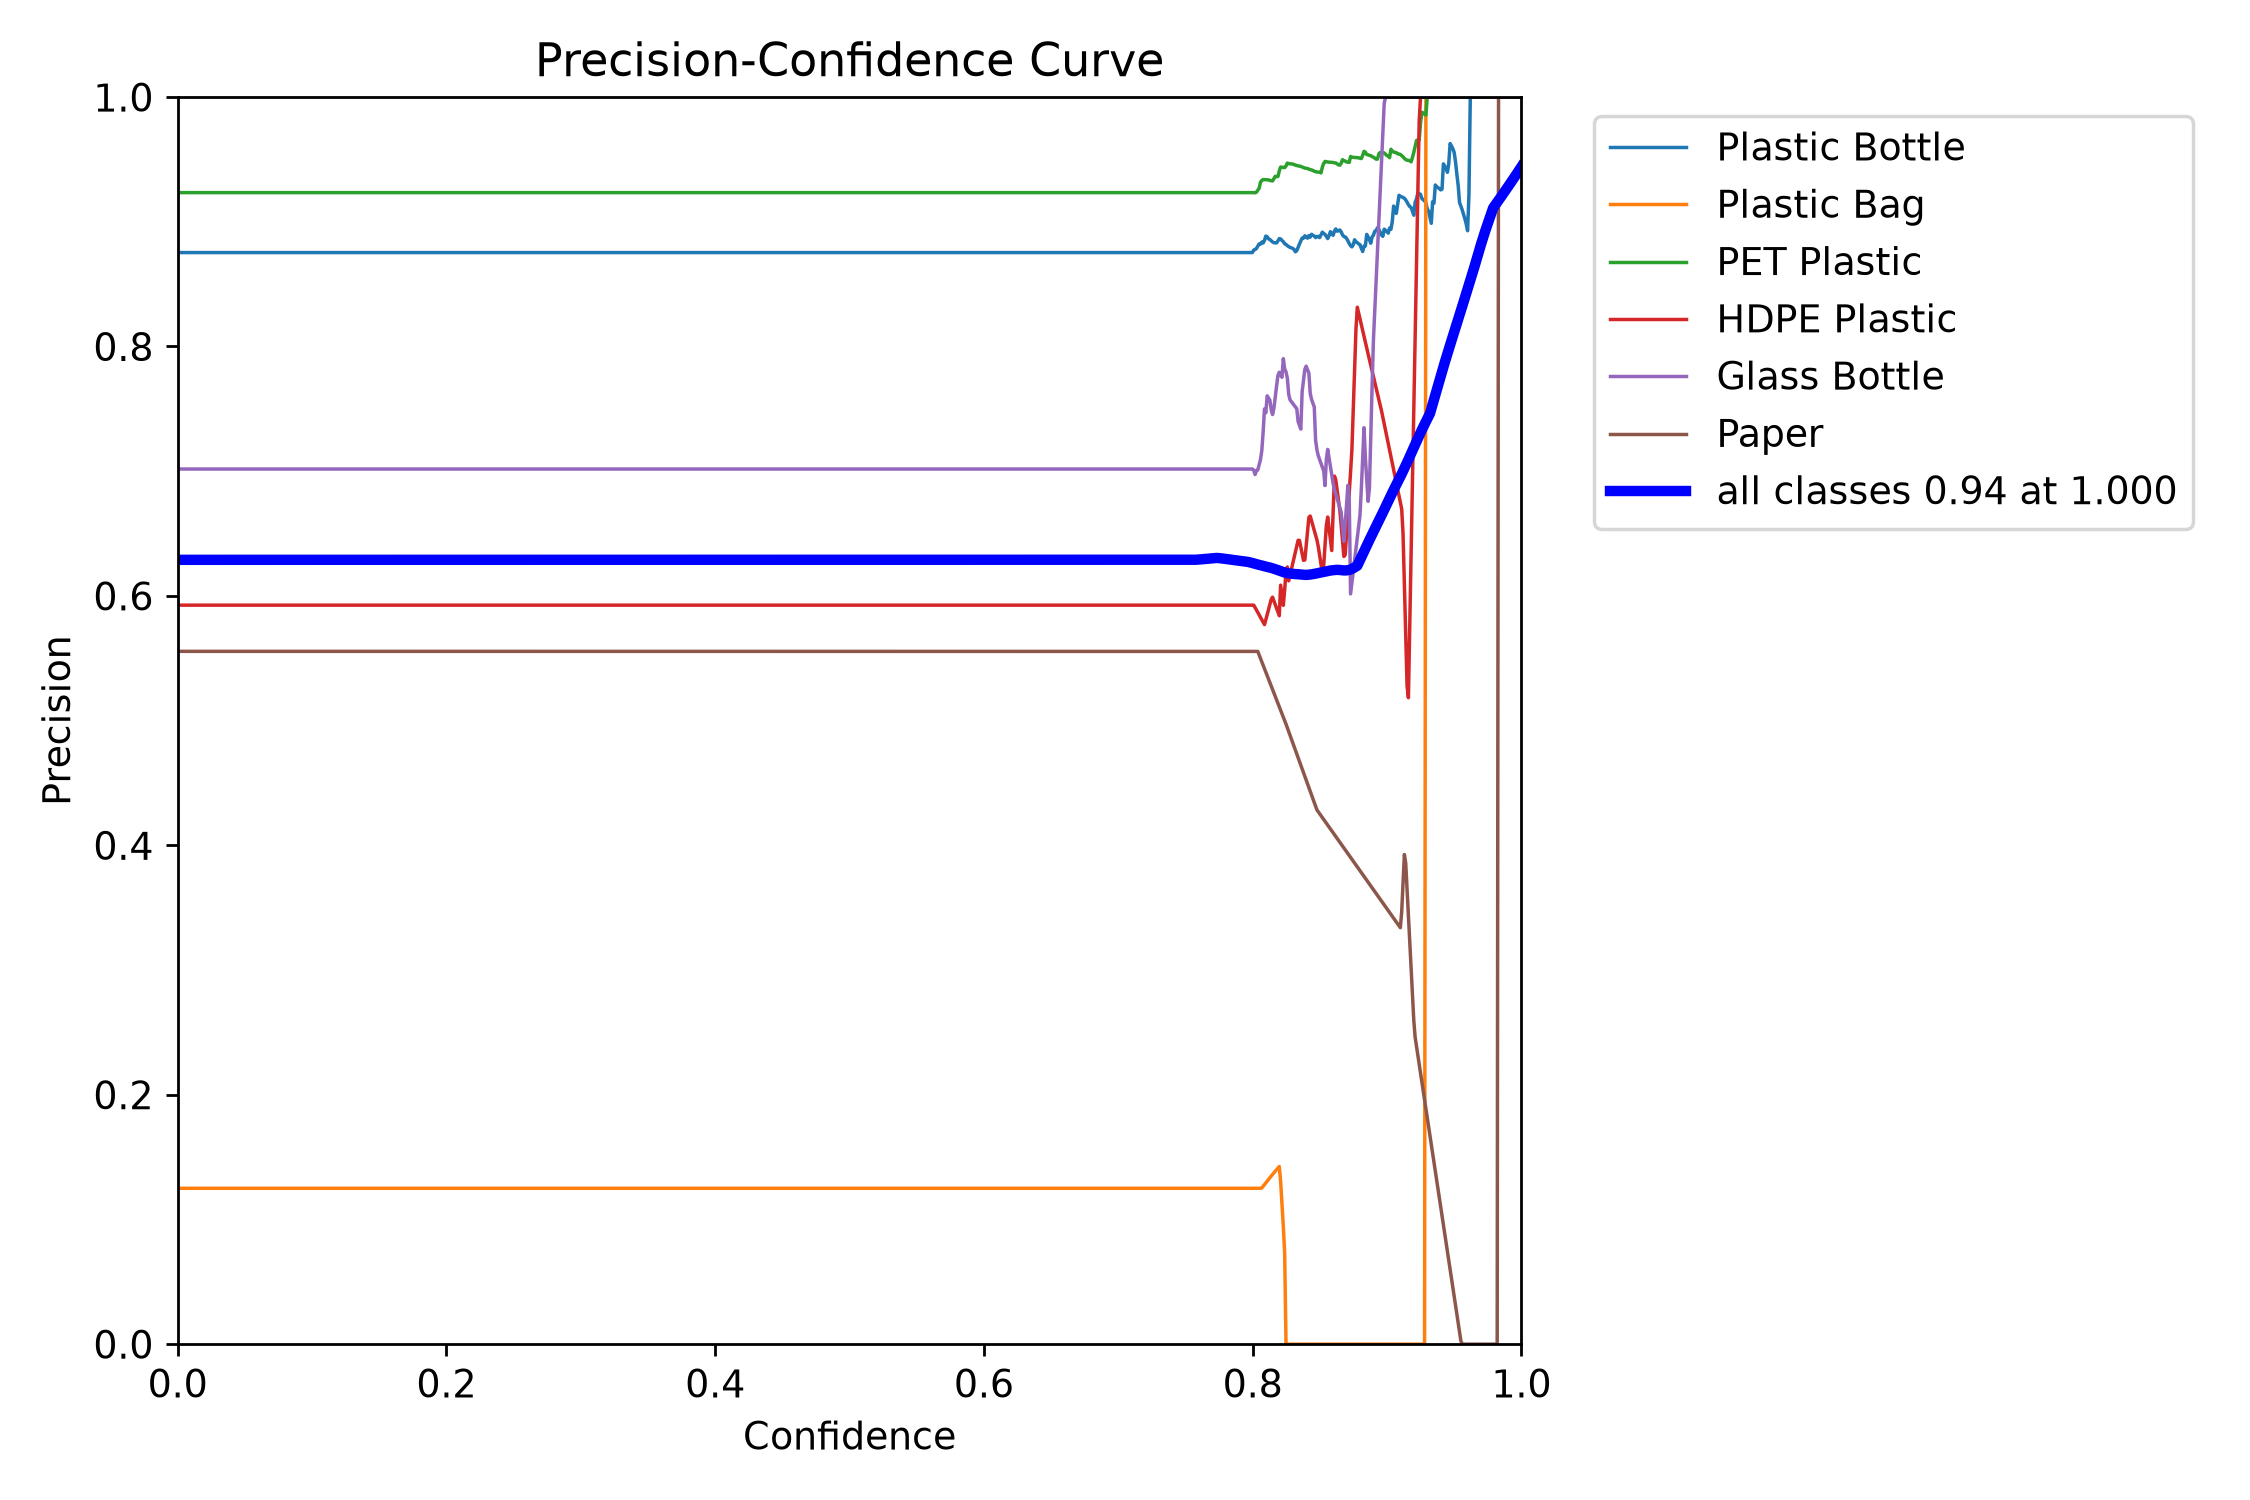 Precision-Confidence Curve
1.0
0.8
0.6
0.4
0.2
0.0
Precision
0.0 0.2 0.4 0.6 0.8 1.0
Confidence
Plastic Bottle
Plastic Bag
PET Plastic
HDPE Plastic
Glass Bottle
Paper
all classes 0.94 at 1.000